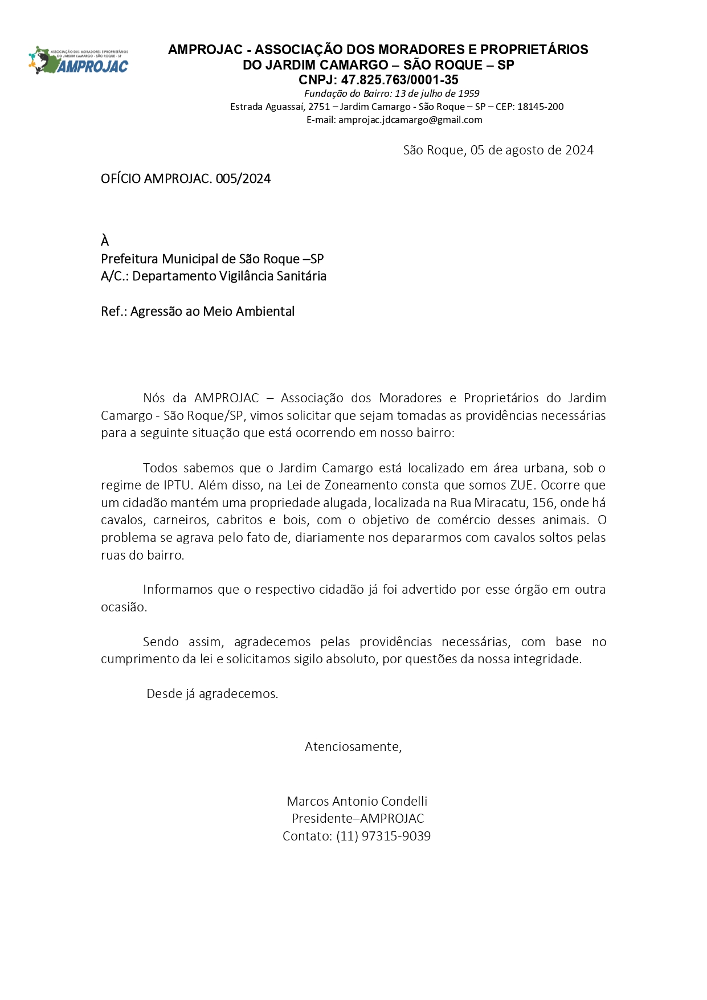 ASSOCIAÇÃO DOS MORADORES E PROPRIETÁRIOS
DO JARDIM CAMARGO - SÃO ROQUE - SP
AMPROJAC
AMPROJAC - ASSOCIAÇÃO DOS MORADORES E PROPRIETÁRIOS
DO JARDIM CAMARGO – SÃO ROQUE – SP
CNPJ: 47.825.763/0001-35
Fundação do Bairro: 13 de julho de 1959
Estrada Aguassaí, 2751 – Jardim Camargo - São Roque – SP – CEP: 18145-200
E-mail: amprojac.jdcamargo@gmail.com
São Roque, 05 de agosto de 2024
OFÍCIO AMPROJAC. 005/2024
À
Prefeitura Municipal de São Roque –SP
A/C.: Departamento Vigilância Sanitária
Ref.: Agressão ao Meio Ambiental
Nós da AMPROJAC – Associação dos Moradores e Proprietários do Jardim
Camargo - São Roque/SP, vimos solicitar que sejam tomadas as providências necessárias
para a seguinte situação que está ocorrendo em nosso bairro:
Todos sabemos que o Jardim Camargo está localizado em área urbana, sob o
regime de IPTU. Além disso, na Lei de Zoneamento consta que somos ZUE. Ocorre que
um cidadão mantém uma propriedade alugada, localizada na Rua Miracatu, 156, onde há
cavalos, carneiros, cabritos e bois, com o objetivo de comércio desses animais. O
problema se agrava pelo fato de, diariamente nos depararmos com cavalos soltos pelas
ruas do bairro.
Informamos que o respectivo cidadão já foi advertido por esse órgão em outra
ocasião.
Sendo assim, agradecemos pelas providências necessárias, com base no
cumprimento da lei e solicitamos sigilo absoluto, por questões da nossa integridade.
Desde já agradecemos.
Atenciosamente,
Marcos Antonio Condelli
Presidente–AMPROJAC
Contato: (11) 97315-9039